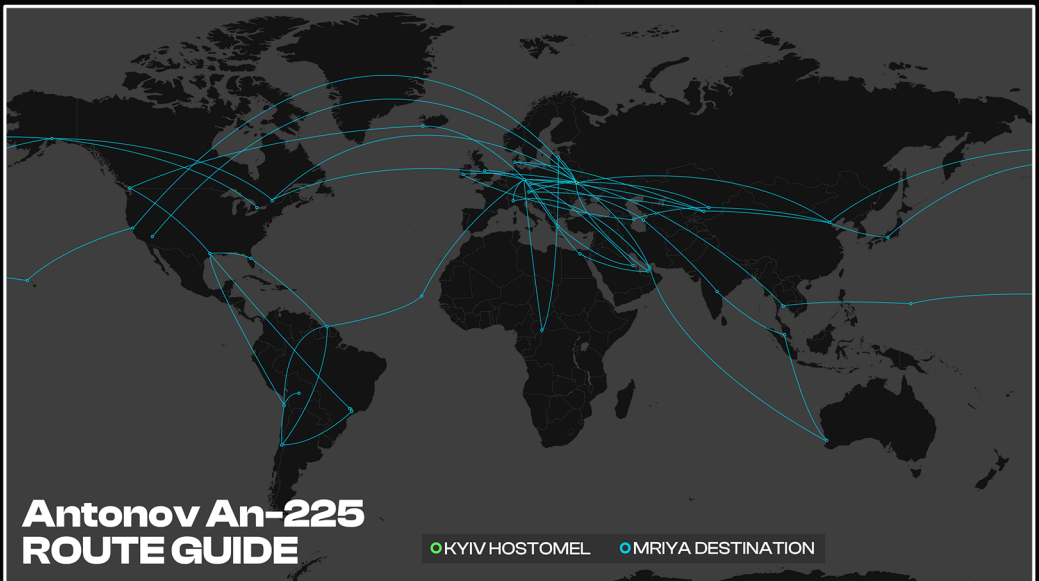 Antonov An-225
ROUTE GUIDE
KYIV HOSTOMEL
MRIYA DESTINATION